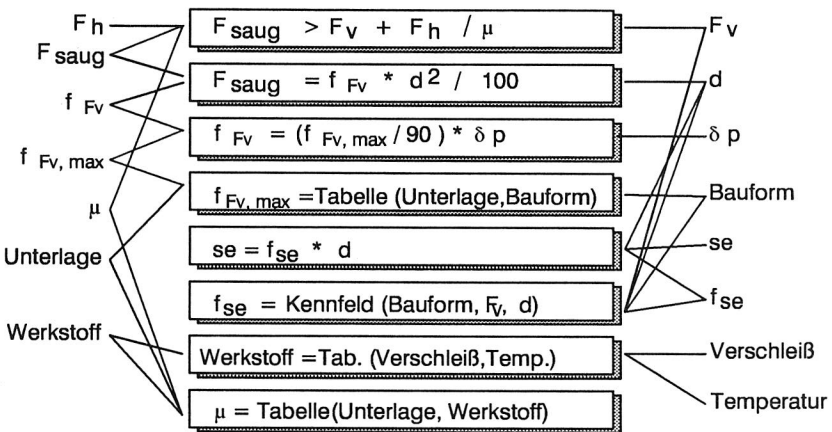 F h
F saug
f Fv
f Fv, max
μ
Unterlage
Werkstoff
F saug > F v + F h / μ
F saug = f Fv * d 2 / 100
f Fv = (f Fv, max / 90 ) * δ p
f Fv, max =Tabelle (Unterlage,Bauform)
se = f se * d
f se = Kennfeld (Bauform, Fv, d)
Werkstoff =Tab. (Verschleiß,Temp.)
μ = Tabelle(Unterlage, Werkstoff)
F v
d
δ p
Bauform
se
f se
Verschleiß
Temperatur